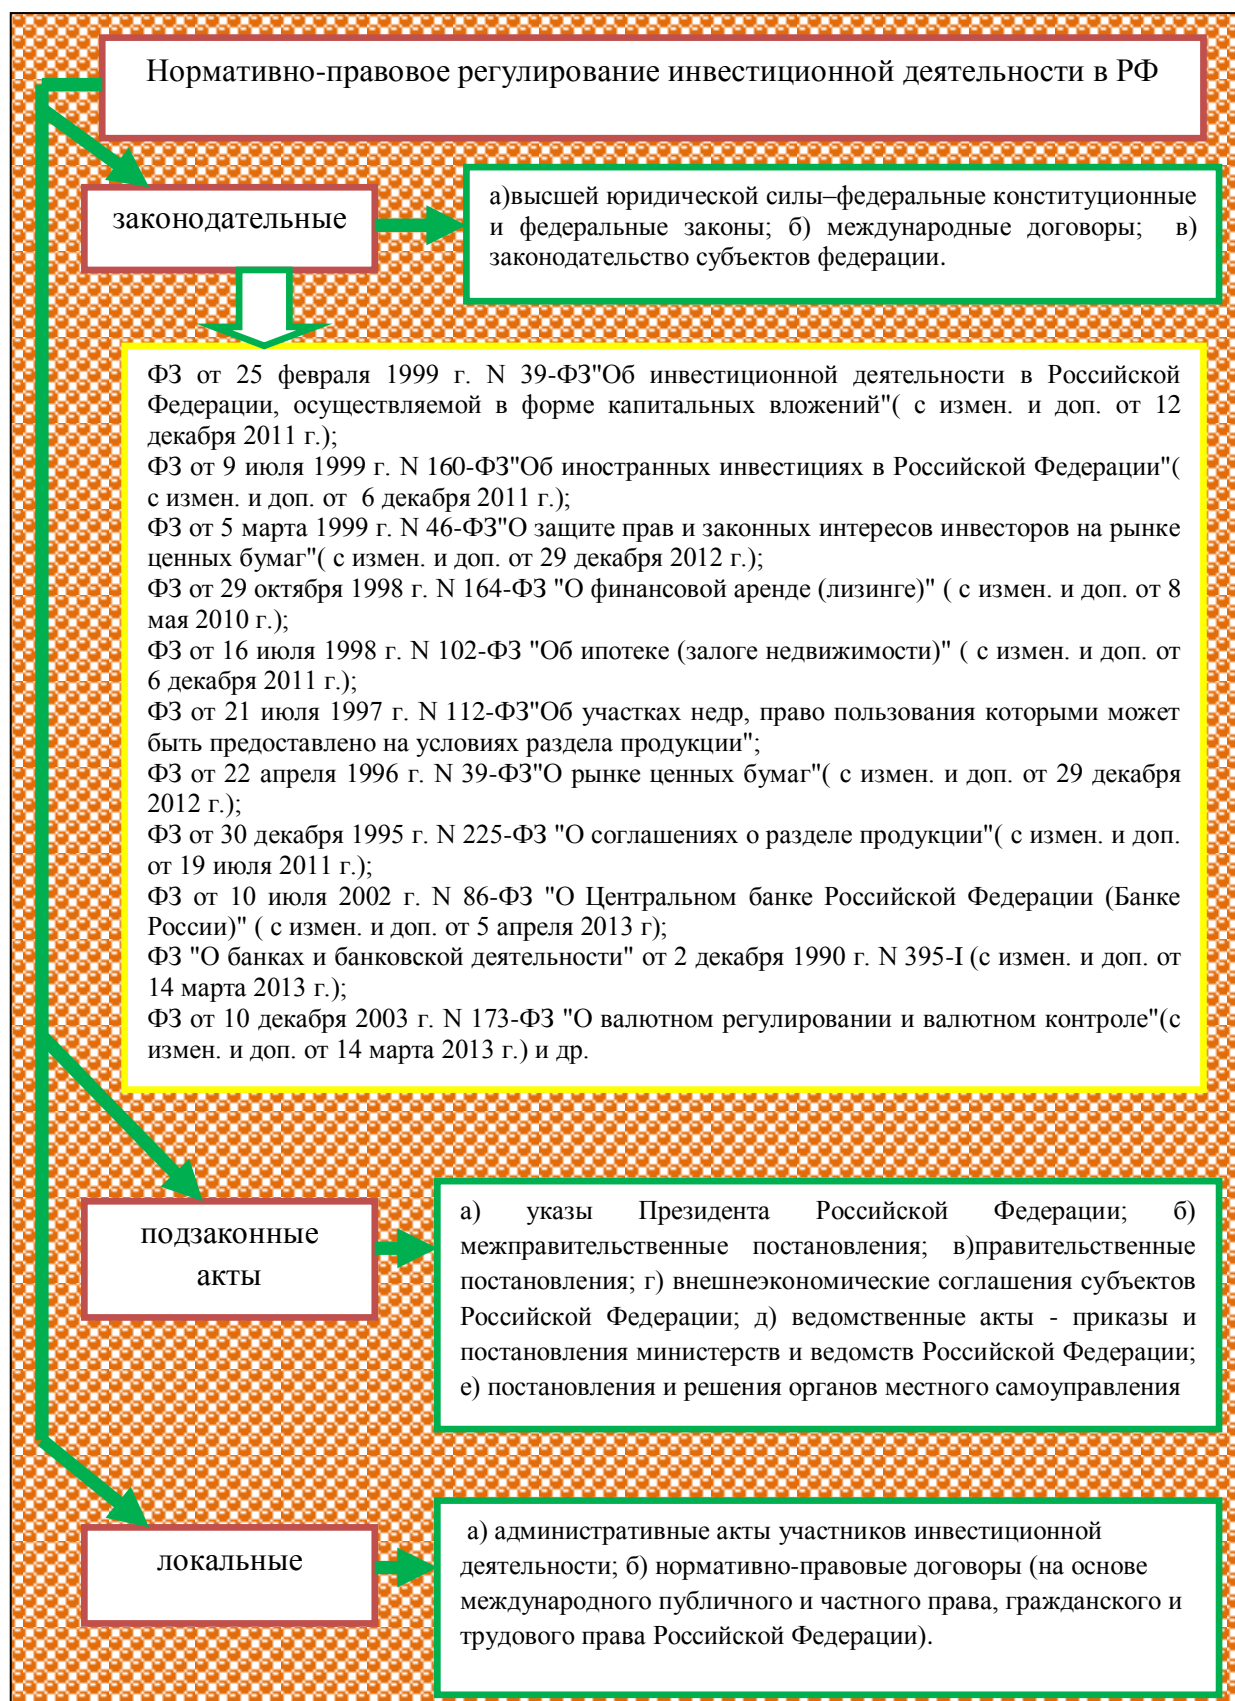 Нормативно-правовое регулирование инвестиционной деятельности в РФ
законодательные
а)высшей юридической силы–федеральные конституционные
и федеральные законы; б) международные договоры; в)
законодательство субъектов федерации.
ФЗ от 25 февраля 1999 г. N 39-ФЗ"Об инвестиционной деятельности в Российской
Федерации, осуществляемой в форме капитальных вложений"( с измен. и доп. от 12
декабря 2011 г.);
ФЗ от 9 июля 1999 г. N 160-ФЗ"Об иностранных инвестициях в Российской Федерации"(
с измен. и доп. от 6 декабря 2011 г.);
ФЗ от 5 марта 1999 г. N 46-ФЗ"О защите прав и законных интересов инвесторов на рынке
ценных бумаг"( с измен. и доп. от 29 декабря 2012 г.);
ФЗ от 29 октября 1998 г. N 164-ФЗ "О финансовой аренде (лизинге)" ( с измен. и доп. от 8
мая 2010 г.);
ФЗ от 16 июля 1998 г. N 102-ФЗ "Об ипотеке (залоге недвижимости)" ( с измен. и доп. от
6 декабря 2011 г.);
ФЗ от 21 июля 1997 г. N 112-ФЗ"Об участках недр, право пользования которыми может
быть предоставлено на условиях раздела продукции";
ФЗ от 22 апреля 1996 г. N 39-ФЗ"О рынке ценных бумаг"( с измен. и доп. от 29 декабря
2012 г.);
ФЗ от 30 декабря 1995 г. N 225-ФЗ "О соглашениях о разделе продукции"( с измен. и доп.
от 19 июля 2011 г.);
ФЗ от 10 июля 2002 г. N 86-ФЗ "О Центральном банке Российской Федерации (Банке
России)" ( с измен. и доп. от 5 апреля 2013 г);
ФЗ "О банках и банковской деятельности" от 2 декабря 1990 г. N 395-I (с измен. и доп. от
14 марта 2013 г.);
ФЗ от 10 декабря 2003 г. N 173-ФЗ "О валютном регулировании и валютном контроле"(с
измен. и доп. от 14 марта 2013 г.) и др.
подзаконные
акты
а) указы Президента Российской Федерации; б)
межправительственные постановления; в)правительственные
постановления; г) внешнеэкономические соглашения субъектов
Российской Федерации; д) ведомственные акты - приказы и
постановления министерств и ведомств Российской Федерации;
е) постановления и решения органов местного самоуправления
локальные
а) административные акты участников инвестиционной
деятельности; б) нормативно-правовые договоры (на основе
международного публичного и частного права, гражданского и
трудового права Российской Федерации).